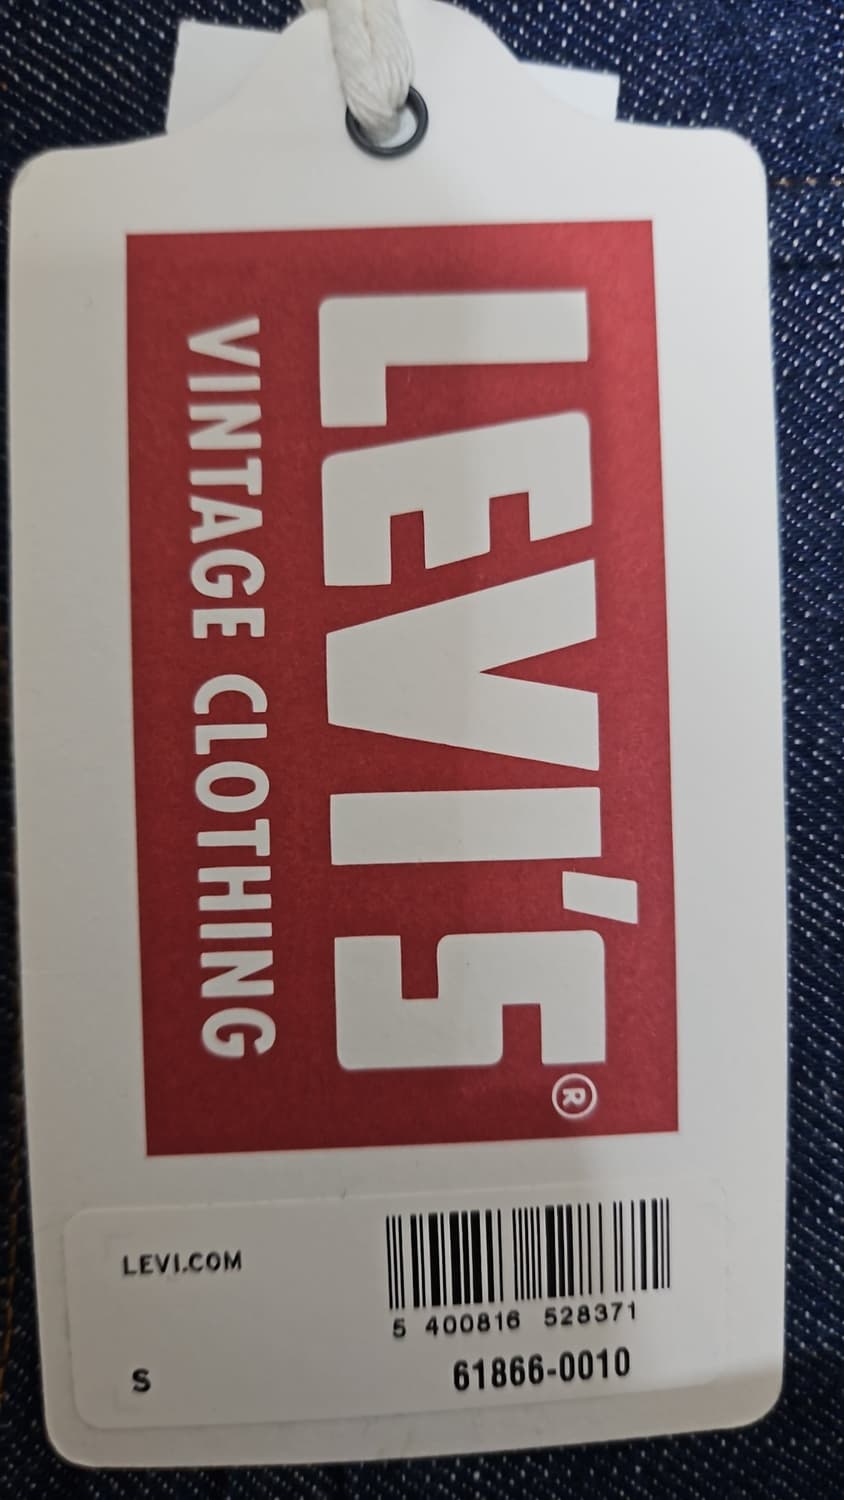 LEVI'S®
VINTAGE CLOTHING
LEVI.COM
5 400816 528371
S
61866-0010